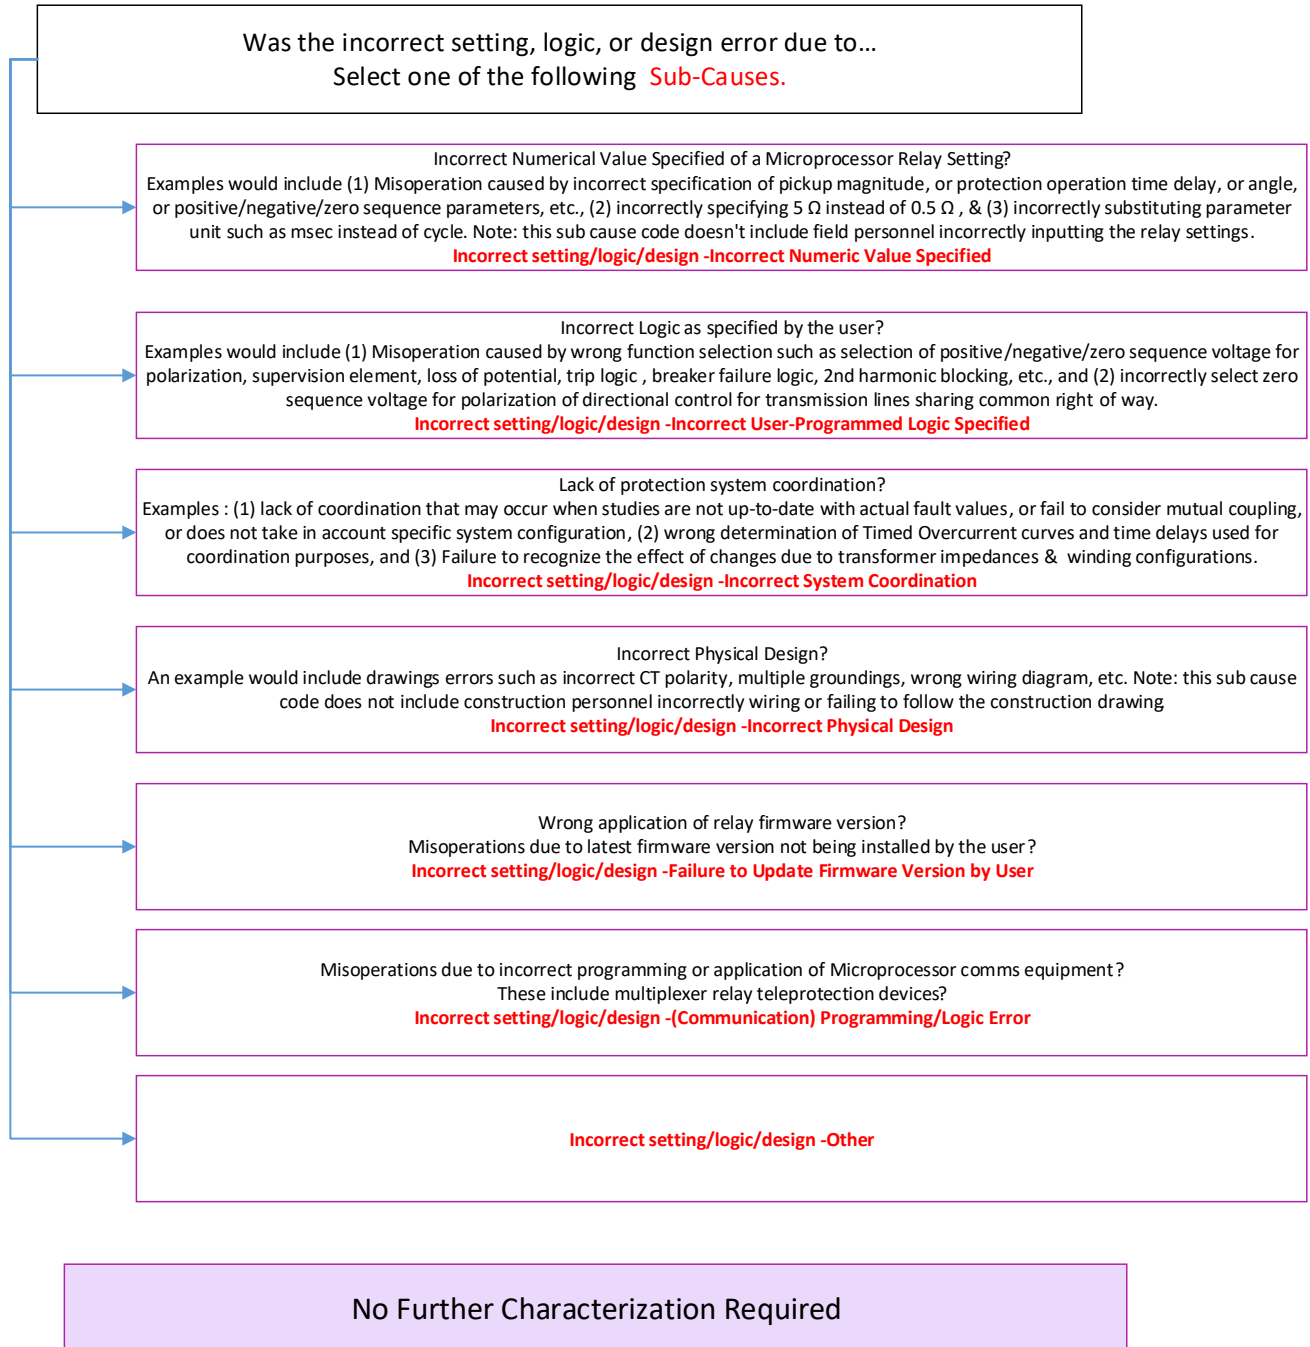 Was the incorrect setting, logic, or design error due to…
Select one of the following Sub-Causes.
Incorrect Numerical Value Specified of a Microprocessor Relay Setting?
Examples would include (1) Misoperation caused by incorrect specification of pickup magnitude, or protection operation time delay, or angle,
or positive/negative/zero sequence parameters, etc., (2) incorrectly specifying 5 Ω instead of 0.5 Ω , & (3) incorrectly substituting parameter
unit such as msec instead of cycle. Note: this sub cause code doesn't include field personnel incorrectly inputting the relay settings.
Incorrect setting/logic/design -Incorrect Numeric Value Specified
Incorrect Logic as specified by the user?
Examples would include (1) Misoperation caused by wrong function selection such as selection of positive/negative/zero sequence voltage for
polarization, supervision element, loss of potential, trip logic , breaker failure logic, 2nd harmonic blocking, etc., and (2) incorrectly select zero
sequence voltage for polarization of directional control for transmission lines sharing common right of way.
Incorrect setting/logic/design -Incorrect User-Programmed Logic Specified
Lack of protection system coordination?
Examples : (1) lack of coordination that may occur when studies are not up-to-date with actual fault values, or fail to consider mutual coupling,
or does not take in account specific system configuration, (2) wrong determination of Timed Overcurrent curves and time delays used for
coordination purposes, and (3) Failure to recognize the effect of changes due to transformer impedances & winding configurations.
Incorrect setting/logic/design -Incorrect System Coordination
Incorrect Physical Design?
An example would include drawings errors such as incorrect CT polarity, multiple groundings, wrong wiring diagram, etc. Note: this sub cause
code does not include construction personnel incorrectly wiring or failing to follow the construction drawing
Incorrect setting/logic/design -Incorrect Physical Design
Wrong application of relay firmware version?
Misoperations due to latest firmware version not being installed by the user?
Incorrect setting/logic/design -Failure to Update Firmware Version by User
Misoperations due to incorrect programming or application of Microprocessor comms equipment?
These include multiplexer relay teleprotection devices?
Incorrect setting/logic/design -(Communication) Programming/Logic Error
Incorrect setting/logic/design -Other
No Further Characterization Required